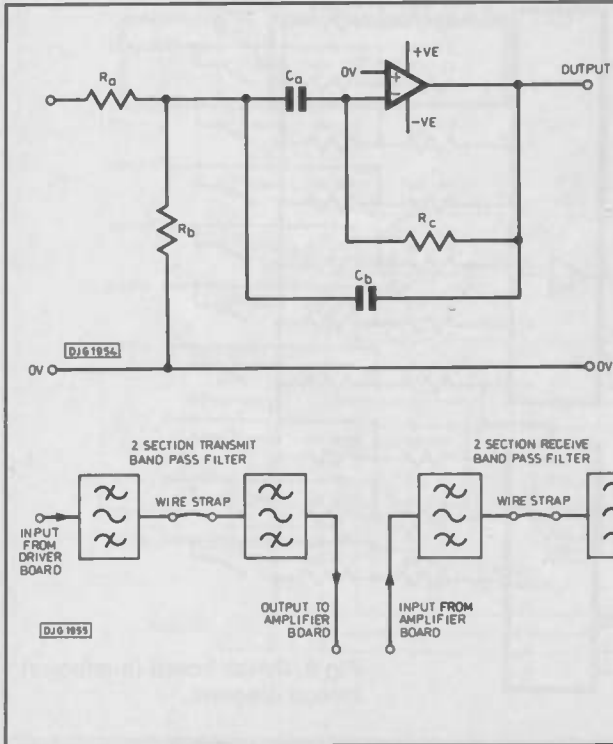 +VE
0V
OUTPUT
Ra
Ca
+
−
-VE
Rb
Rc
Cb
DJG1954
0V
0V
2 SECTION TRANSMIT
BAND PASS FILTER
2 SECTION RECEIVE
BAND PASS FILTER
WIRE STRAP
WIRE STRAP
INPUT
FROM
DRIVER
BOARD
OUTPUT TO
AMPLIFIER
BOARD
INPUT FROM
AMPLIFIER
BOARD
DJG1955